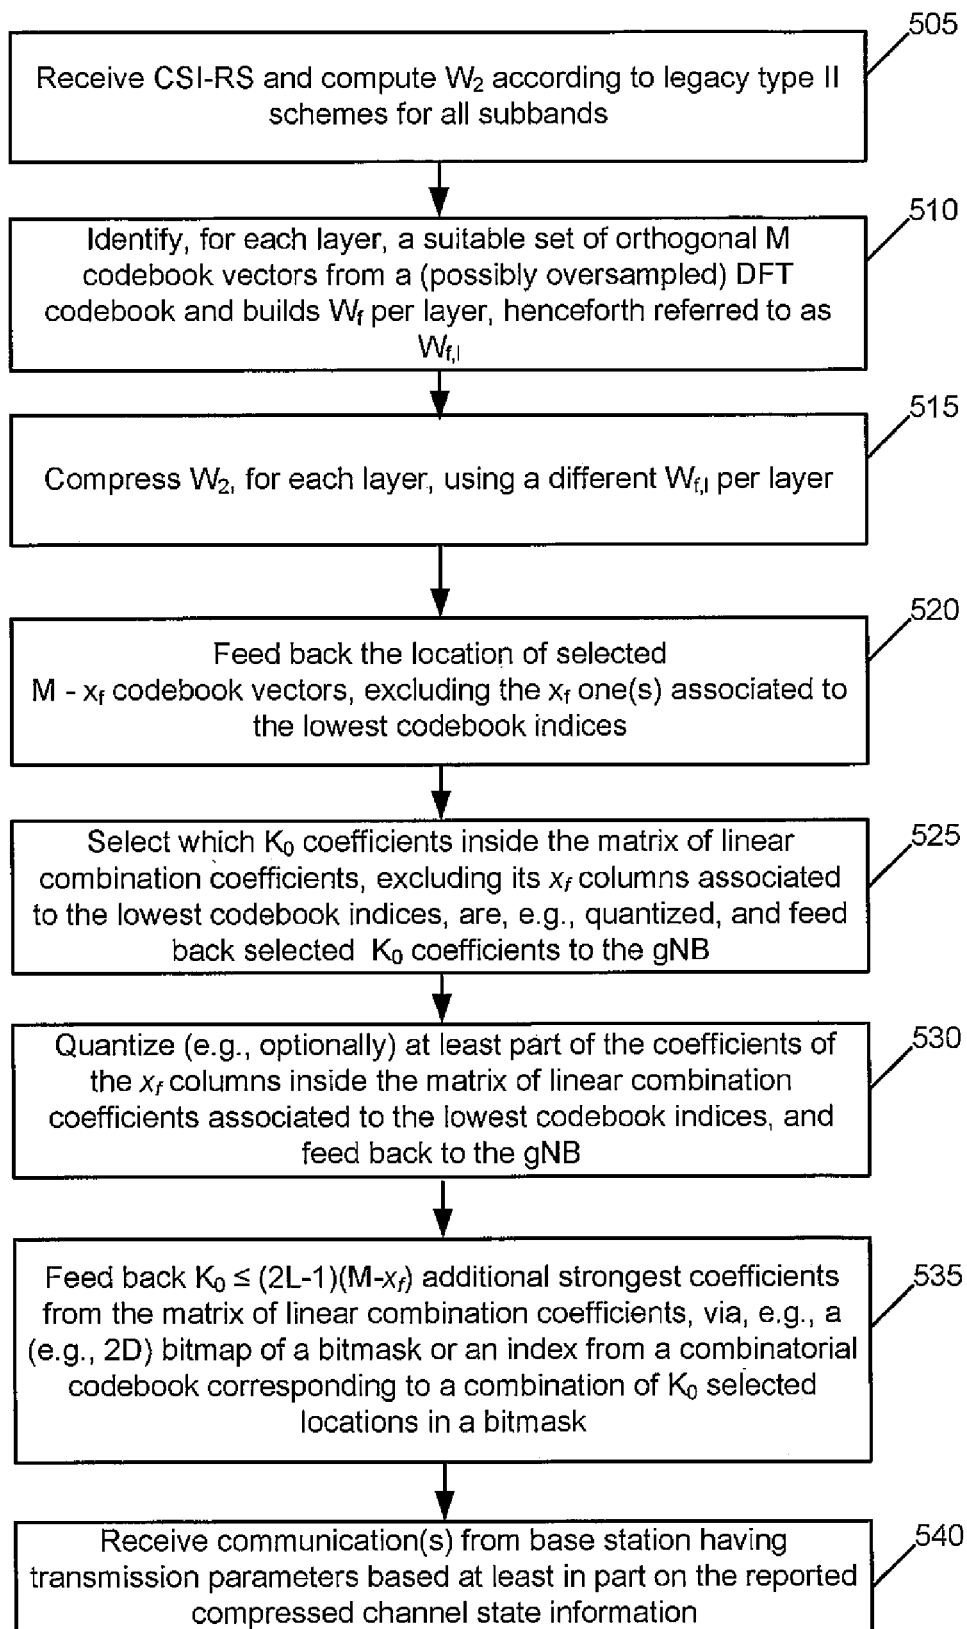 505
Receive CSI-RS and compute W₂ according to legacy type II
schemes for all subbands
510
Identify, for each layer, a suitable set of orthogonal M
codebook vectors from a (possibly oversampled) DFT
codebook and builds Wf per layer, henceforth referred to as
Wf,l
515
Compress W₂, for each layer, using a different Wf,l per layer
520
Feed back the location of selected
M - xf codebook vectors, excluding the xf one(s) associated to
the lowest codebook indices
525
Select which K₀ coefficients inside the matrix of linear
combination coefficients, excluding its xf columns associated
to the lowest codebook indices, are, e.g., quantized, and feed
back selected K₀ coefficients to the gNB
530
Quantize (e.g., optionally) at least part of the coefficients of
the xf columns inside the matrix of linear combination
coefficients associated to the lowest codebook indices, and
feed back to the gNB
535
Feed back K₀ ≤ (2L-1)(M-xf) additional strongest coefficients
from the matrix of linear combination coefficients, via, e.g., a
(e.g., 2D) bitmap of a bitmask or an index from a combinatorial
codebook corresponding to a combination of K₀ selected
locations in a bitmask
540
Receive communication(s) from base station having
transmission parameters based at least in part on the reported
compressed channel state information